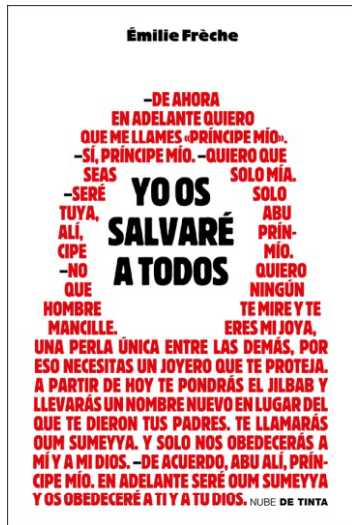 Émilie Frèche
–DE AHORA
EN ADELANTE QUIERO
QUE ME LLAMES «PRÍNCIPE MÍO».
–SÍ, PRÍNCIPE MÍO. –QUIERO QUE
SEAS SOLO MÍA.
–SERÉ SOLO
TUYA, ABU
ALÍ, PRÍN-
CIPE MÍO.
–NO QUIERO
QUE NINGÚN
HOMBRE TE MIRE Y TE
MANCILLE. ERES MI JOYA,
YO OS
SALVARÉ
A TODOS
UNA PERLA ÚNICA ENTRE LAS DEMÁS, POR
ESO NECESITAS UN JOYERO QUE TE PROTEJA.
A PARTIR DE HOY TE PONDRÁS EL JILBAB Y
LLEVARÁS UN NOMBRE NUEVO EN LUGAR DEL
QUE TE DIERON TUS PADRES. TE LLAMARÁS
OUM SUMEYYA. Y SOLO NOS OBEDECERÁS A
MÍ Y A MI DIOS. –DE ACUERDO, ABU ALÍ, PRÍN-
CIPE MÍO. EN ADELANTE SERÉ OUM SUMEYYA
Y OS OBEDECERÉ A TI Y A TU DIOS. NUBE DE TINTA